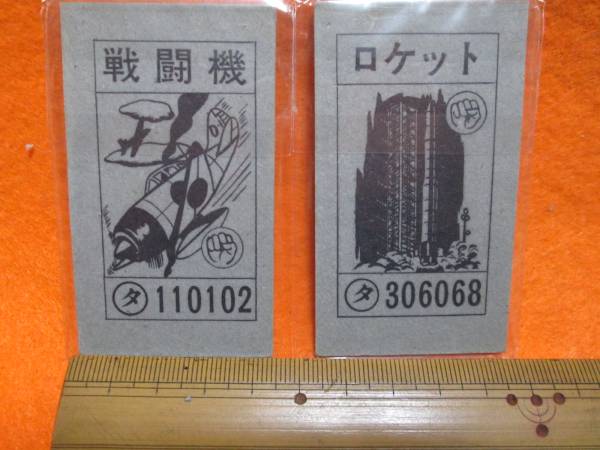 戦闘機
タ 110102
ロケット
タ 306068